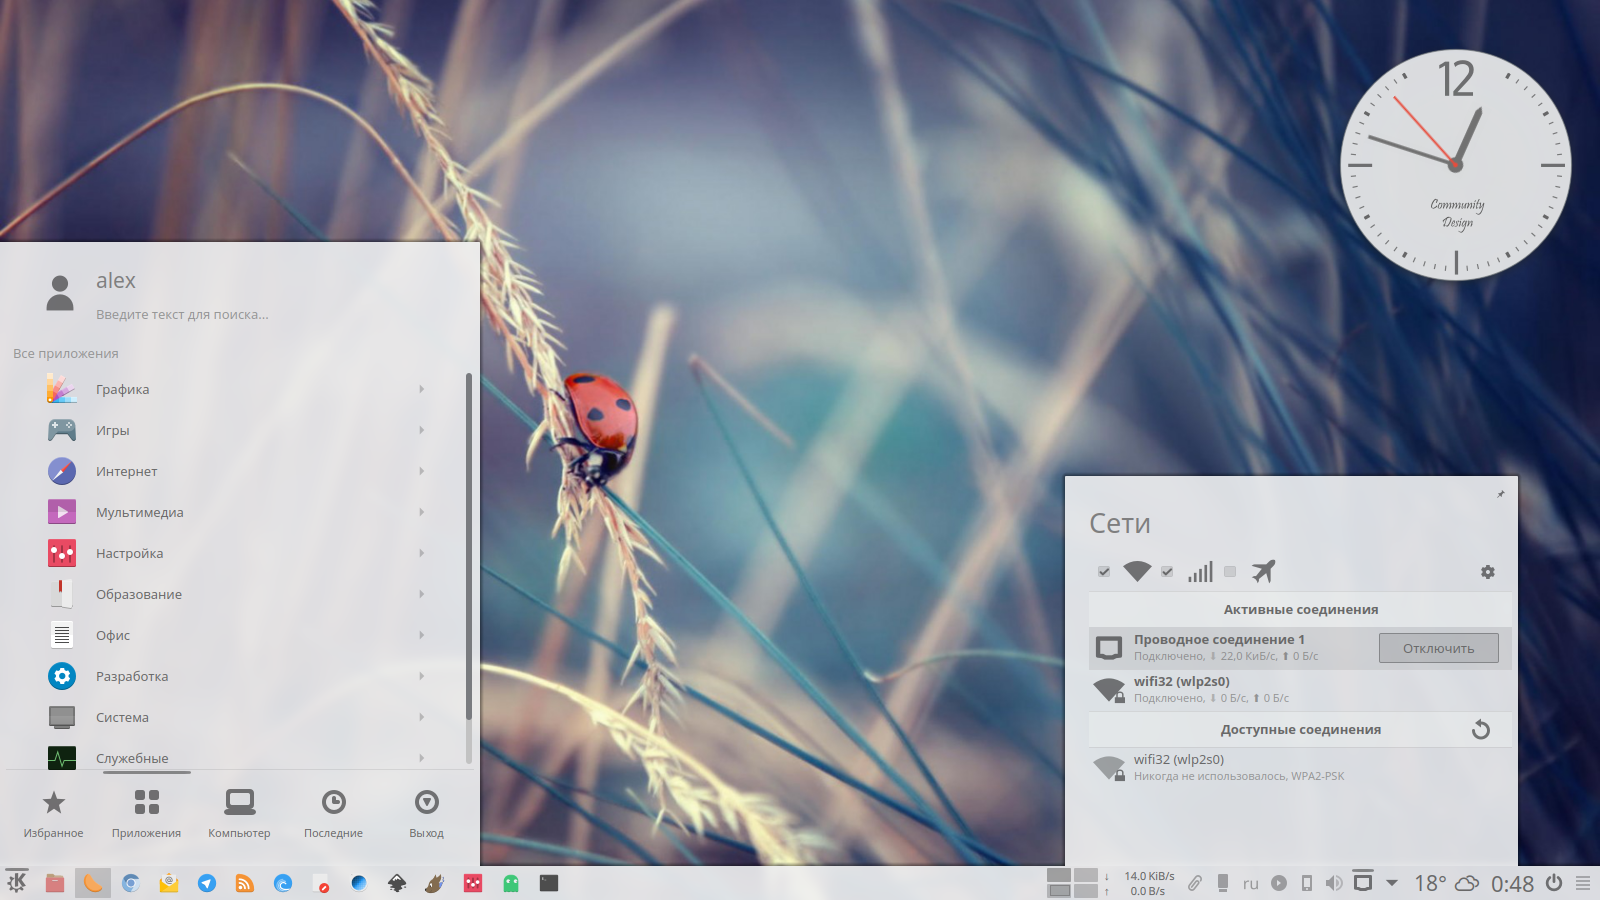 12
Community
Design
alex
Введите текст для поиска...
Все приложения
Графика
Игры
Интернет
Мультимедиа
Настройка
Образование
Офис
Разработка
Система
Служебные
Избранное
Приложения
Компьютер
Последние
Выход
Сети
Активные соединения
Проводное соединение 1
Подключено, ⬇ 22,0 КиБ/с, ⬆ 0 Б/с
Отключить
wifi32 (wlp2s0)
Подключено, ⬇ 0 Б/с, ⬆ 0 Б/с
Доступные соединения
wifi32 (wlp2s0)
Никогда не использовалось, WPA2-PSK
↓ 14.0 KiB/s
↑ 0.0 B/s
ru
18°
0:48